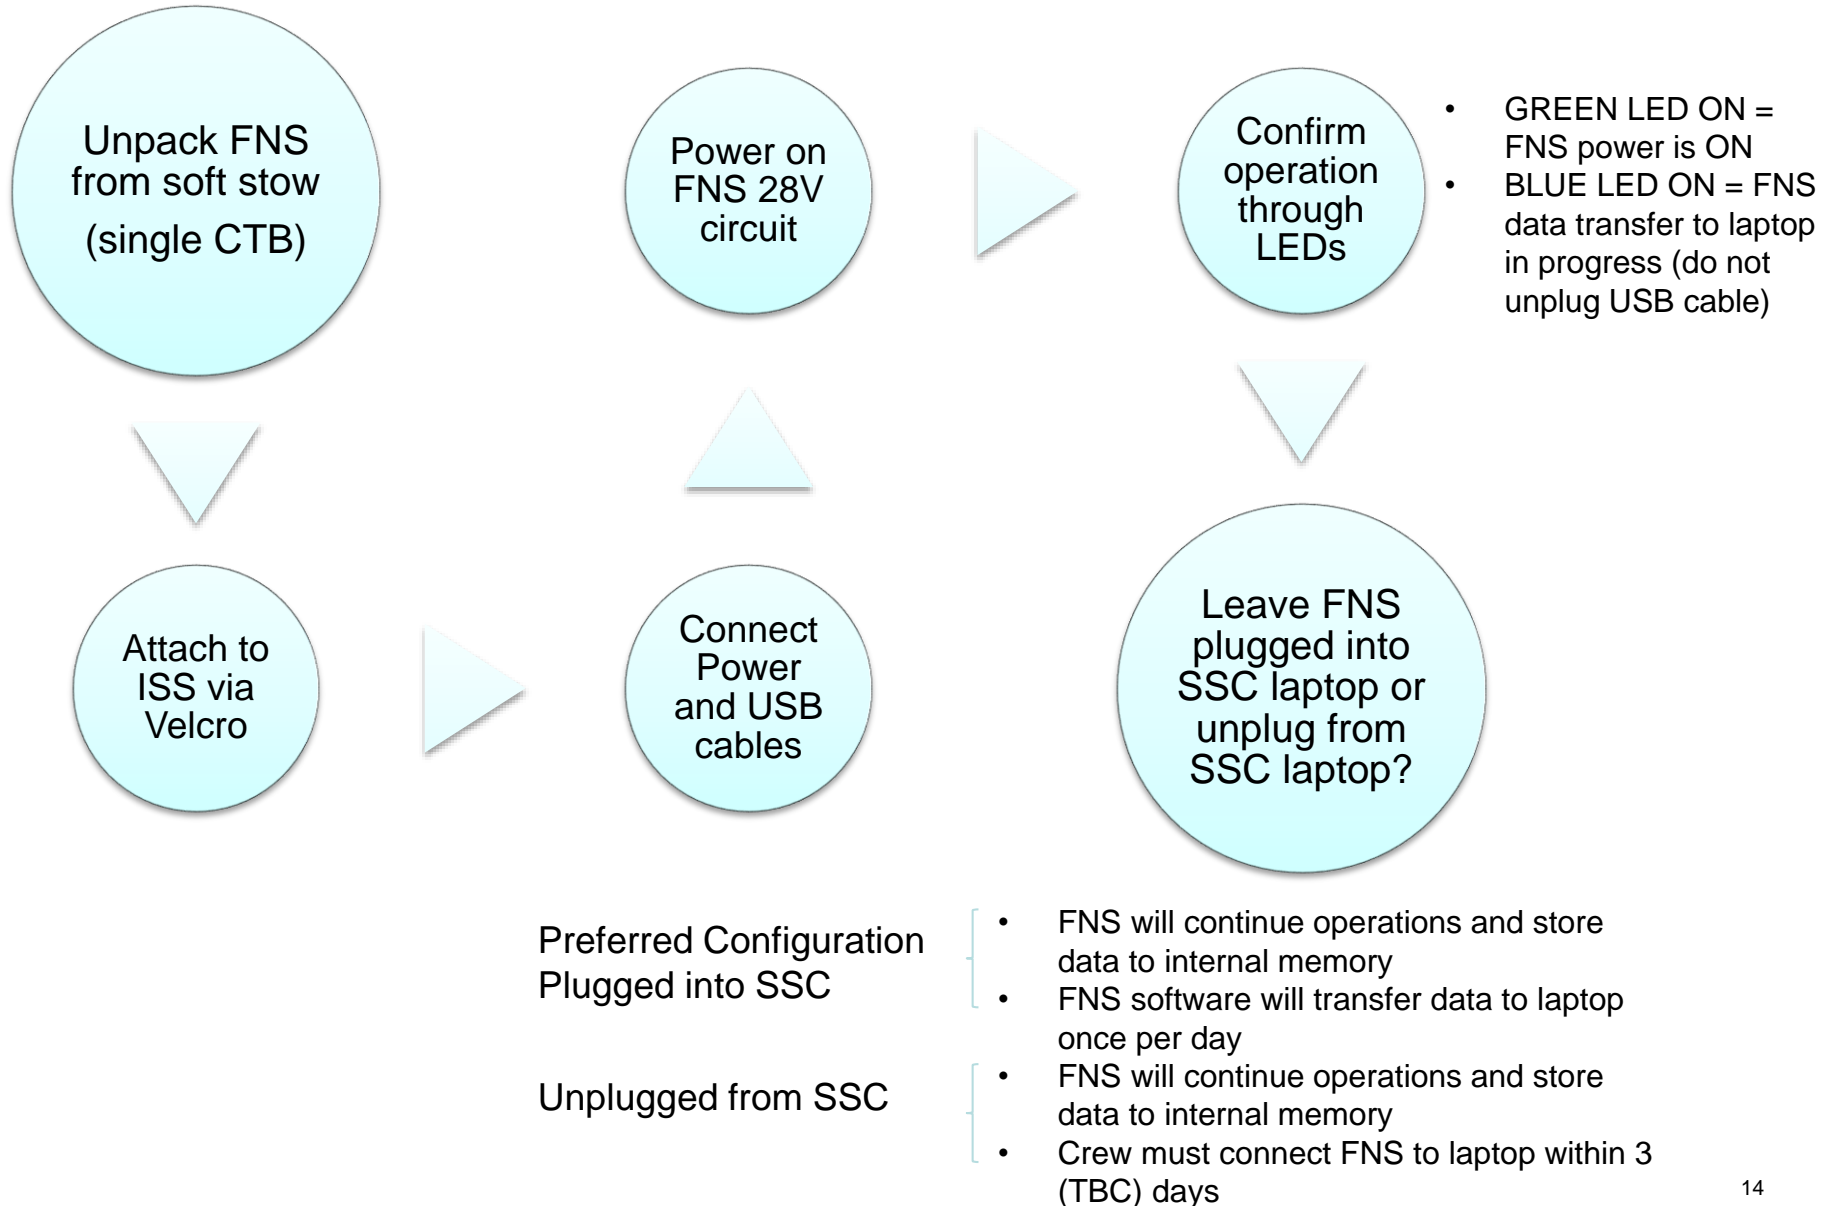 Unpack FNS
from soft stow
(single CTB)
Attach to
ISS via
Velcro
Connect
Power
and USB
cables
Power on
FNS 28V
circuit
Confirm
operation
through
LEDs
• GREEN LED ON =
FNS power is ON
• BLUE LED ON = FNS
data transfer to laptop
in progress (do not
unplug USB cable)
Leave FNS
plugged into
SSC laptop or
unplug from
SSC laptop?
Preferred Configuration
Plugged into SSC
• FNS will continue operations and store
data to internal memory
• FNS software will transfer data to laptop
once per day
Unplugged from SSC
• FNS will continue operations and store
data to internal memory
• Crew must connect FNS to laptop within 3
(TBC) days
14